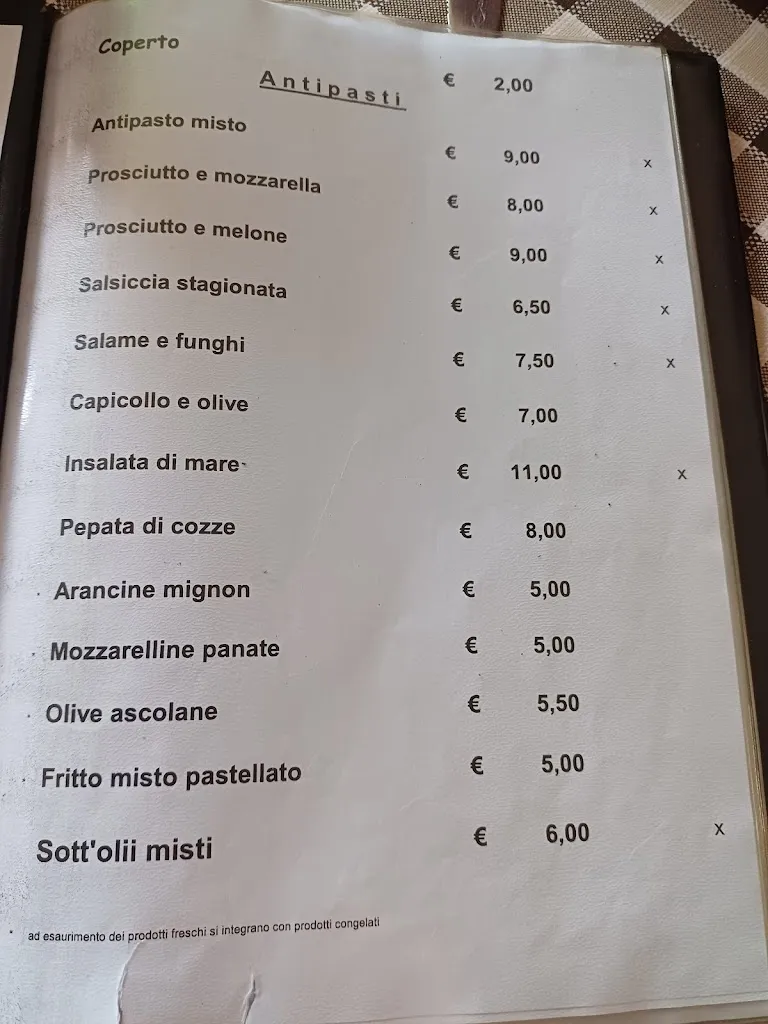 Coperto € 2,00
Antipasti
Antipasto misto € 9,00 x
Prosciutto e mozzarella € 8,00 x
Prosciutto e melone € 9,00 x
Salsiccia stagionata € 6,50 x
Salame e funghi € 7,50 x
Capicollo e olive € 7,00
Insalata di mare € 11,00 x
Pepata di cozze € 8,00
Arancine mignon € 5,00
Mozzarelline panate € 5,00
Olive ascolane € 5,50
Fritto misto pastellato € 5,00
Sott'olii misti € 6,00 x
ad esaurimento dei prodotti freschi si integrano con prodotti congelati